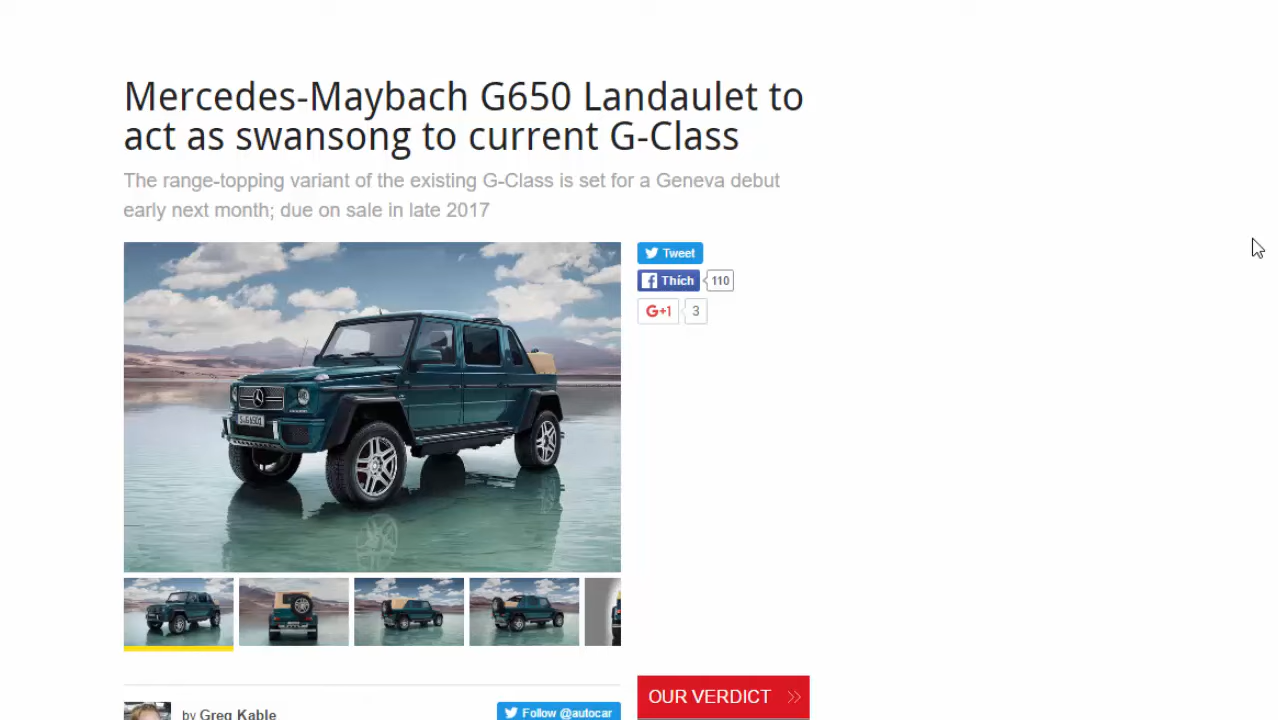 Mercedes-Maybach G650 Landaulet to
act as swansong to current G-Class
The range-topping variant of the existing G-Class is set for a Geneva debut
early next month; due on sale in late 2017
Tweet
Thích 110
G+1 3
OUR VERDICT
by Greg Kable
Follow @autocar